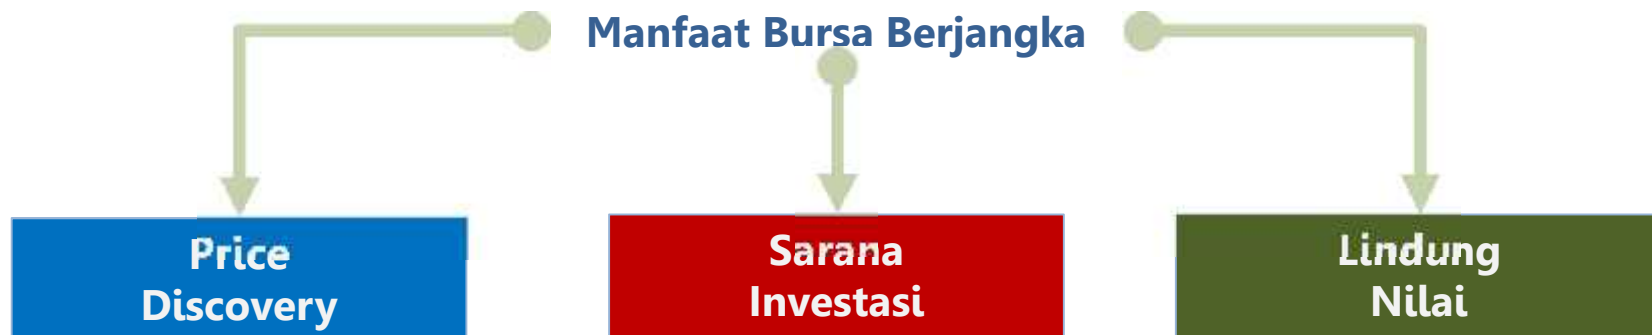 Manfaat Bursa Berjangka
Price
Discovery
Sarana
Investasi
Lindung
Nilai